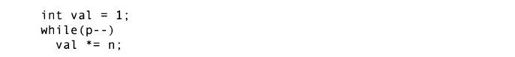 int val = 1;
while(p--)
  val *= n;